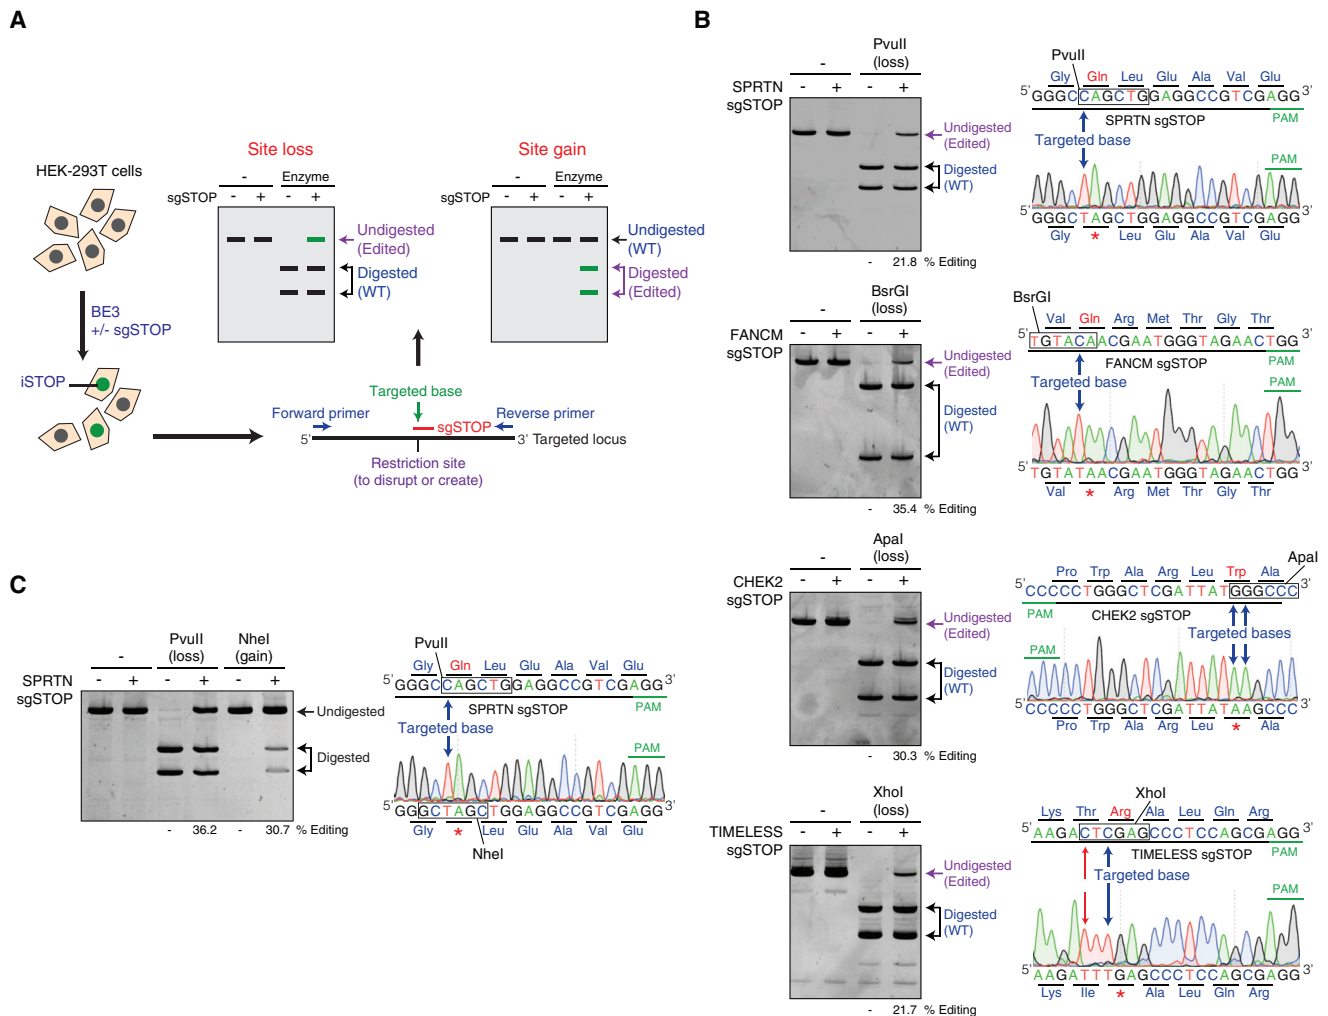 A
HEK-293T cells
BE3
+/- sgSTOP
iSTOP
Site loss
- Enzyme
sgSTOP - + - +
Undigested
(Edited)
Digested
(WT)
Site gain
- Enzyme
sgSTOP - + - +
Undigested
(WT)
Digested
(Edited)
Targeted base
Forward primer
Reverse primer
sgSTOP
5' 3' Targeted locus
Restriction site
(to disrupt or create)
B
PvuII
- (loss)
SPRTN - + - +
sgSTOP
Undigested
(Edited)
Digested
(WT)
- 21.8 % Editing
PvuII
Gly Gln Leu Glu Ala Val Glu
5' GGGCCAGCTGGAGGCCGTCGAGG 3'
SPRTN sgSTOP PAM
Targeted base
PAM
5' GGGCTAGCTGGAGGCCGTCGAGG 3'
Gly * Leu Glu Ala Val Glu
BsrGI
- (loss)
FANCM - + - +
sgSTOP
Undigested
(Edited)
Digested
(WT)
- 35.4 % Editing
BsrGI
Val Gln Arg Met Thr Gly Thr
5' TGTACAACGAATGGGTAGAACTGG 3'
FANCM sgSTOP PAM
Targeted base
PAM
5' TGTATAACGAATGGGTAGAACTGG 3'
Val * Arg Met Thr Gly Thr
ApaI
- (loss)
CHEK2 - + - +
sgSTOP
Undigested
(Edited)
Digested
(WT)
- 30.3 % Editing
ApaI
Pro Trp Ala Arg Leu Trp Ala
5' CCCCCTGGGCTCGATTATGGGCCC 3'
PAM CHEK2 sgSTOP
Targeted bases
PAM
5' CCCCCTGGGCTCGATTATAAGCCC 3'
Pro Trp Ala Arg Leu * Ala
XhoI
- (loss)
TIMELESS - + - +
sgSTOP
Undigested
(Edited)
Digested
(WT)
- 21.7 % Editing
XhoI
Lys Thr Arg Ala Leu Gln Arg
5' AAGACTCGAGCCCTCCAGCGAGG 3'
TIMELESS sgSTOP PAM
Targeted base
PAM
5' AAGATTTGAGCCCTCCAGCGAGG 3'
Lys Ile * Ala Leu Gln Arg
C
PvuII NheI
- (loss) (gain)
SPRTN - + - + - +
sgSTOP
Undigested
Digested
- 36.2 - 30.7 % Editing
PvuII
Gly Gln Leu Glu Ala Val Glu
5' GGGCCAGCTGGAGGCCGTCGAGG 3'
SPRTN sgSTOP PAM
Targeted base
PAM
5' GGGCTAGCTGGAGGCCGTCGAGG 3'
Gly * Leu Glu Ala Val Glu
NheI